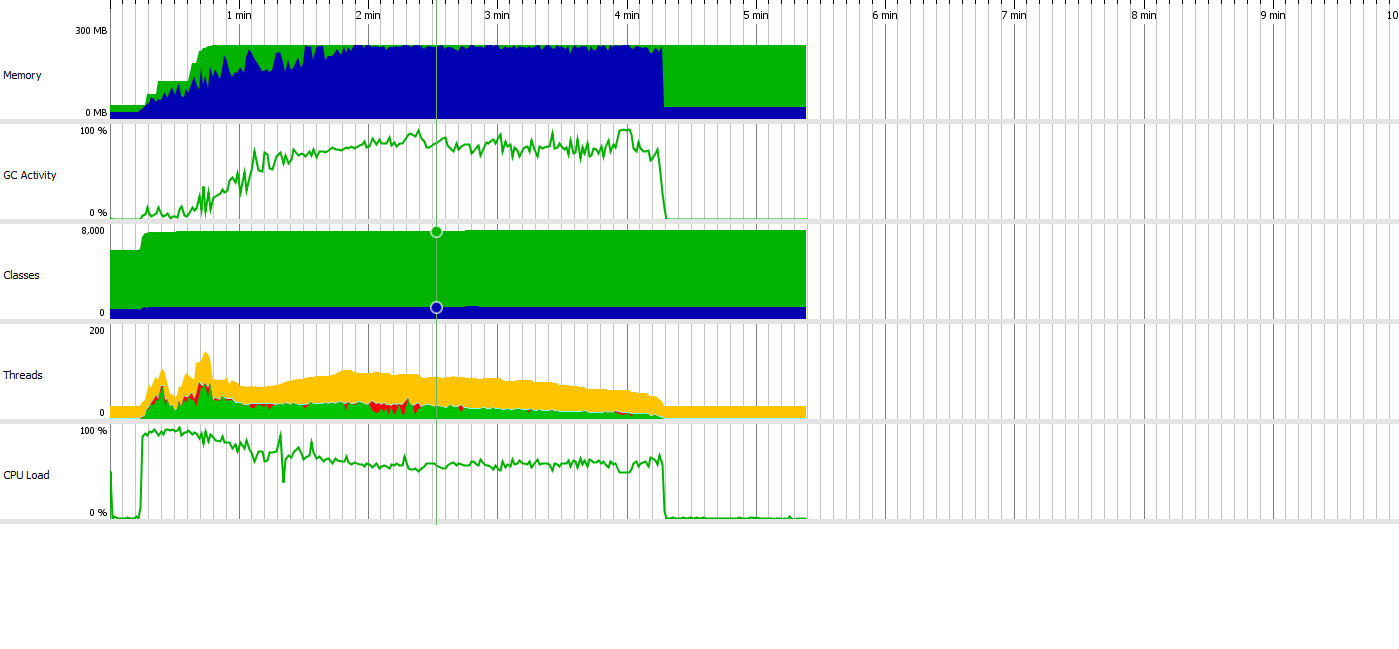 1 min 2 min 3 min 4 min 5 min 6 min 7 min 8 min 9 min 10
300 MB
Memory
0 MB
100 %
GC Activity
0 %
8,000
Classes
0
200
Threads
0
100 %
CPU Load
0 %